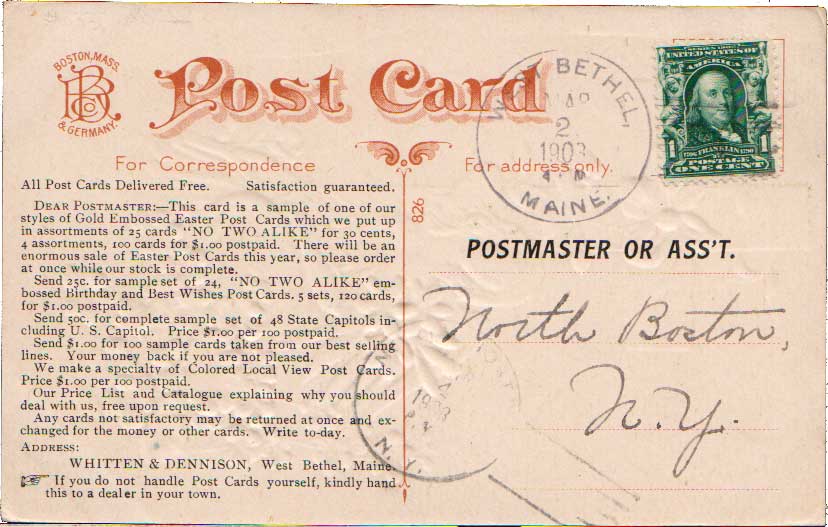 BOSTON, MASS.
B Co
& GERMANY.
Post Card
For Correspondence
For address only.
All Post Cards Delivered Free. Satisfaction guaranteed.
DEAR POSTMASTER:—This card is a sample of one of our
styles of Gold Embossed Easter Post Cards which we put up
in assortments of 25 cards "NO TWO ALIKE" for 30 cents,
4 assortments, 100 cards for $1.00 postpaid. There will be an
enormous sale of Easter Post Cards this year, so please order
at once while our stock is complete.
Send 25c. for sample set of 24, "NO TWO ALIKE" em-
bossed Birthday and Best Wishes Post Cards. 5 sets, 120 cards,
for $1.00 postpaid.
Send 50c. for complete sample set of 48 State Capitols in-
cluding U. S. Capitol. Price $1.00 per 100 postpaid.
Send $1.00 for 100 sample cards taken from our best selling
lines. Your money back if you are not pleased.
We make a specialty of Colored Local View Post Cards.
Price $1.00 per 100 postpaid.
Our Price List and Catalogue explaining why you should
deal with us, free upon request.
Any cards not satisfactory may be returned at once and ex-
changed for the money or other cards. Write to-day.
ADDRESS:
WHITTEN & DENNISON, West Bethel, Maine.
☞ If you do not handle Post Cards yourself, kindly hand
this to a dealer in your town.
826
WEST BETHEL,
MAR
2
1903
MAINE.
UNITED STATES OF
AMERICA
1 1
FRANKLIN
POSTAGE
ONE CENT
POSTMASTER OR ASS'T.
North Boston,
N.Y.
N.Y.